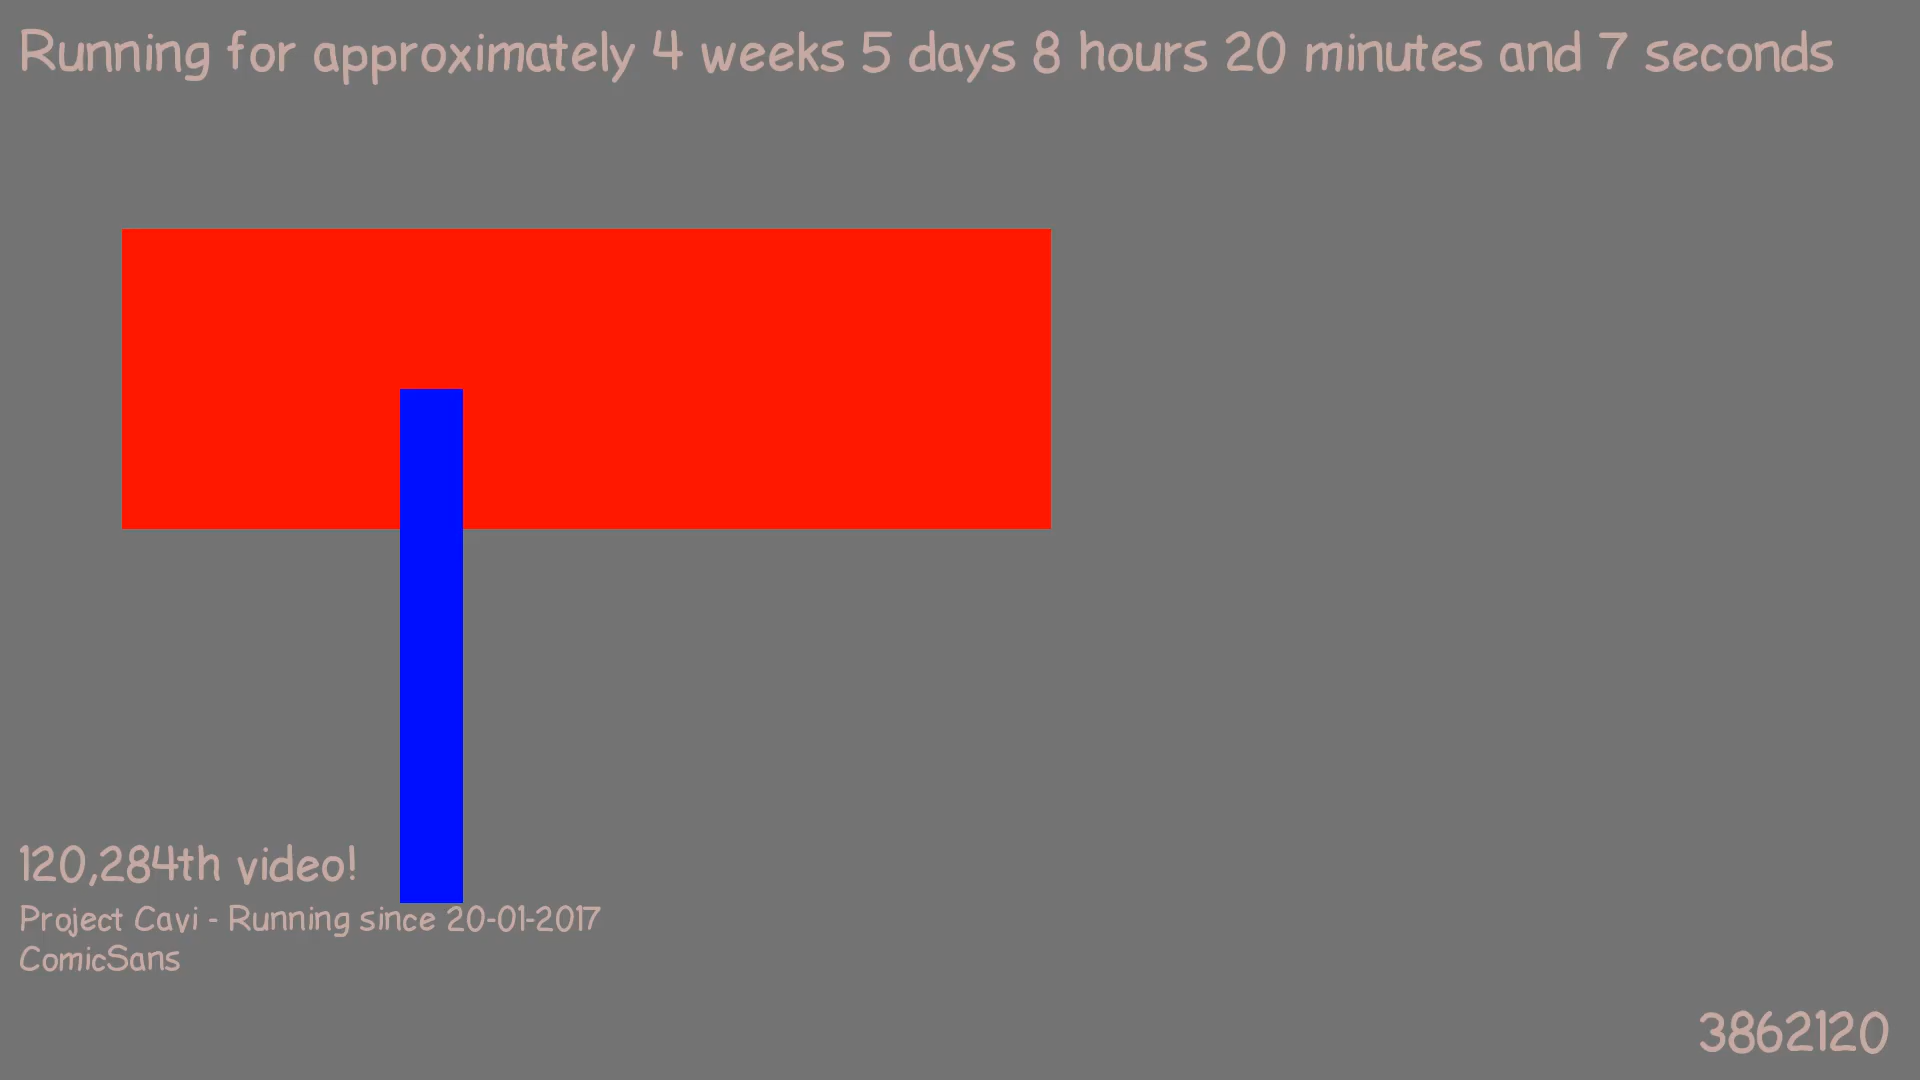 Running for approximately 4 weeks 5 days 8 hours 20 minutes and 7 seconds
120,284th video!
Project Cavi - Running since 20-01-2017
ComicSans
3862120